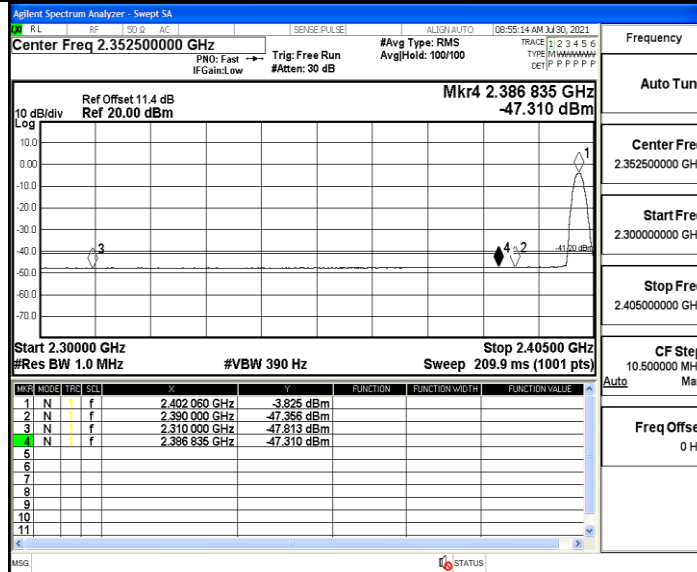 Agilent Spectrum Analyzer - Swept SA
RL RF 50 Ω AC SENSE:PULSE ALIGNAUTO 08:55:14 AM Jul 30, 2021
Center Freq 2.352500000 GHz #Avg Type: RMS TRACE 1 2 3 4 5 6
PNO: Fast Trig: Free Run Avg|Hold: 100/100 TYPE M WWWWW
IFGain:Low #Atten: 30 dB DET P P P P P P
Mkr4 2.386 835 GHz
Ref Offset 11.4 dB
10 dB/div Ref 20.00 dBm -47.310 dBm
Log
10.0
0.00
-10.0
-20.0
-30.0
-40.0
-50.0
-60.0
-70.0
1
3
4 2
-41.20 dBm
Start 2.30000 GHz Stop 2.40500 GHz
#Res BW 1.0 MHz #VBW 390 Hz Sweep 209.9 ms (1001 pts)
MKR MODE TRC SCL X Y FUNCTION FUNCTION WIDTH FUNCTION VALUE
1 N 1 f 2.402 060 GHz -3.825 dBm
2 N 1 f 2.390 000 GHz -47.356 dBm
3 N 1 f 2.310 000 GHz -47.813 dBm
4 N 1 f 2.386 835 GHz -47.310 dBm
5
6
7
8
9
10
11
MSG STATUS
Frequency
Auto Tun
Center Fre
2.352500000 GH
Start Fre
2.300000000 GH
Stop Fre
2.405000000 GH
CF Step
10.500000 MH
Auto Ma
Freq Offse
0 H